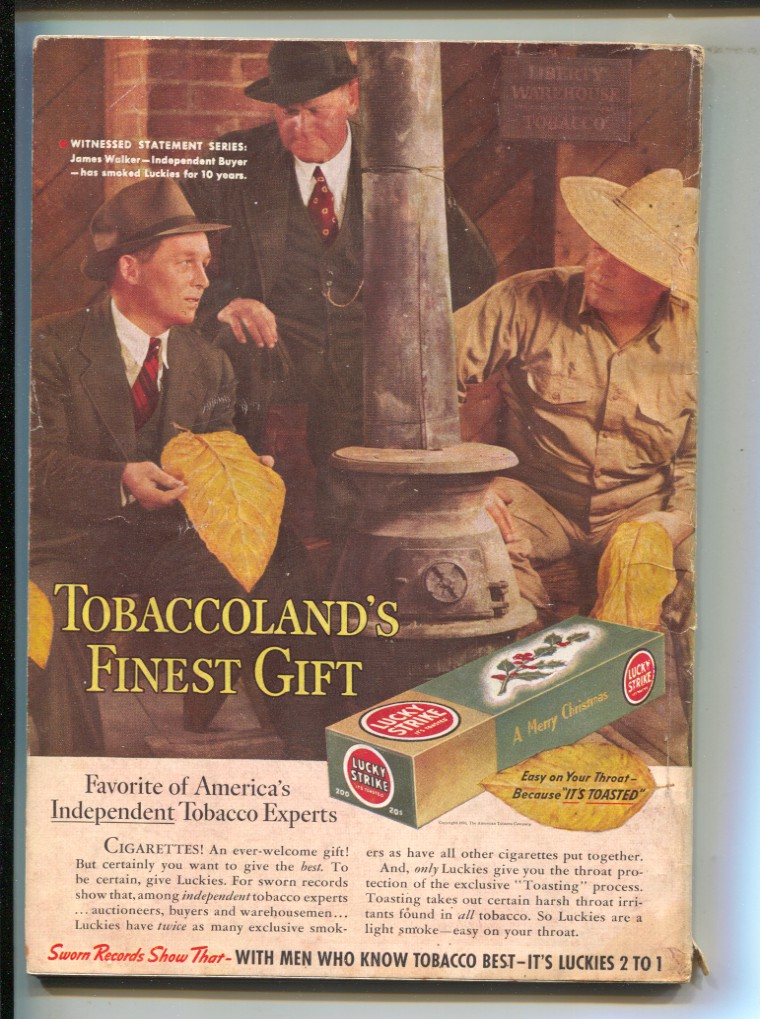 LIBERTY
WAREHOUSE
TOBACCO
WITNESSED STATEMENT SERIES:
James Walker—Independent Buyer
—has smoked Luckies for 10 years.
TOBACCOLAND'S
FINEST GIFT
LUCKY
STRIKE
IT'S TOASTED
LUCKY
STRIKE
IT'S TOASTED
200
20s
A Merry Christmas
LUCKY
STRIKE
Easy on Your Throat—
Because "IT'S TOASTED"
Favorite of America's
Independent Tobacco Experts
CIGARETTES! An ever-welcome gift!
But certainly you want to give the best. To
be certain, give Luckies. For sworn records
show that, among independent tobacco experts
... auctioneers, buyers and warehousemen...
Luckies have twice as many exclusive smok-
ers as have all other cigarettes put together.
And, only Luckies give you the throat pro-
tection of the exclusive "Toasting" process.
Toasting takes out certain harsh throat irri-
tants found in all tobacco. So Luckies are a
light smoke—easy on your throat.
Sworn Records Show That- WITH MEN WHO KNOW TOBACCO BEST—IT'S LUCKIES 2 TO 1